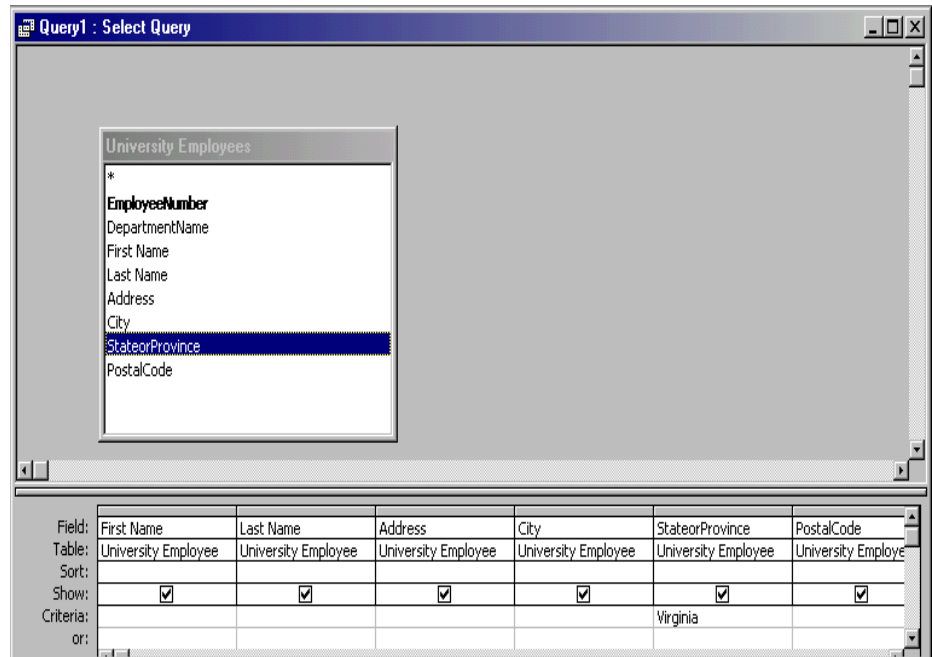 Query1 : Select Query
University Employees
*
EmployeeNumber
DepartmentName
First Name
Last Name
Address
City
StateorProvince
PostalCode
Field: First Name Last Name Address City StateorProvince PostalCode
Table: University Employee University Employee University Employee University Employee University Employee University Employe
Sort:
Show:
Criteria: Virginia
or: